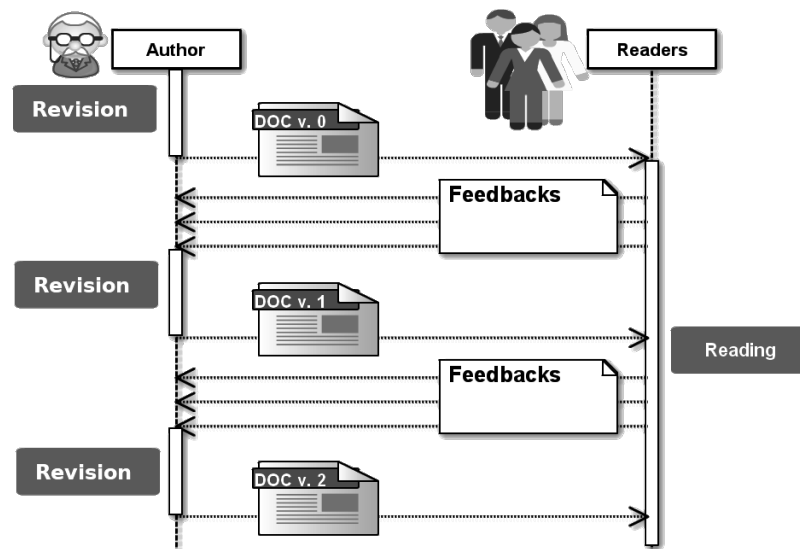 Author
Readers
Revision
DOC v. 0
Feedbacks
Revision
DOC v. 1
Reading
Feedbacks
Revision
DOC v. 2